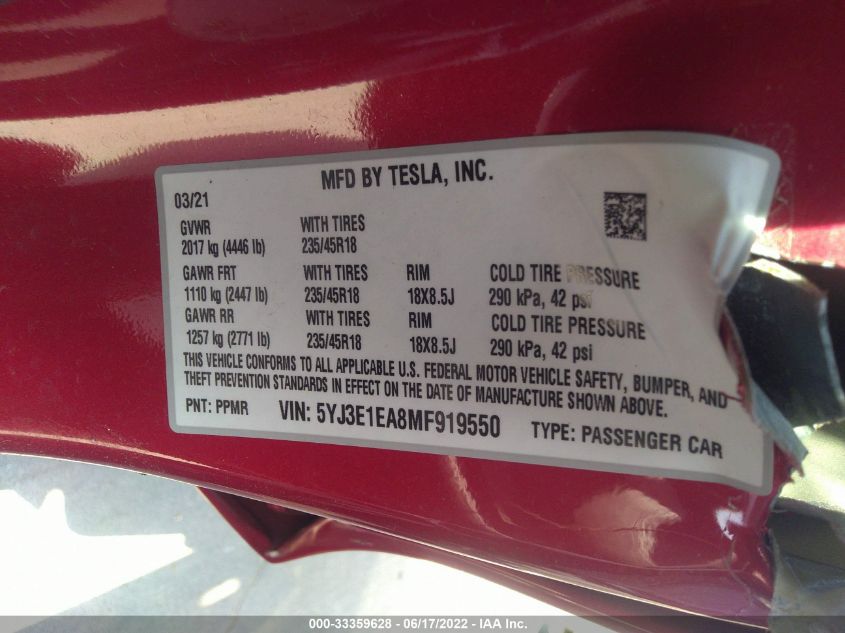 MFD BY TESLA, INC.
03/21
GVWR WITH TIRES
2017 kg (4446 lb) 235/45R18
GAWR FRT WITH TIRES RIM COLD TIRE PRESSURE
1110 kg (2447 lb) 235/45R18 18X8.5J 290 kPa, 42 psi
GAWR RR WITH TIRES RIM COLD TIRE PRESSURE
1257 kg (2771 lb) 235/45R18 18X8.5J 290 kPa, 42 psi
THIS VEHICLE CONFORMS TO ALL APPLICABLE U.S. FEDERAL MOTOR VEHICLE SAFETY, BUMPER, AND
THEFT PREVENTION STANDARDS IN EFFECT ON THE DATE OF MANUFACTURE SHOWN ABOVE.
PNT: PPMR VIN: 5YJ3E1EA8MF919550 TYPE: PASSENGER CAR
000-33359628 - 06/17/2022 - IAA Inc.